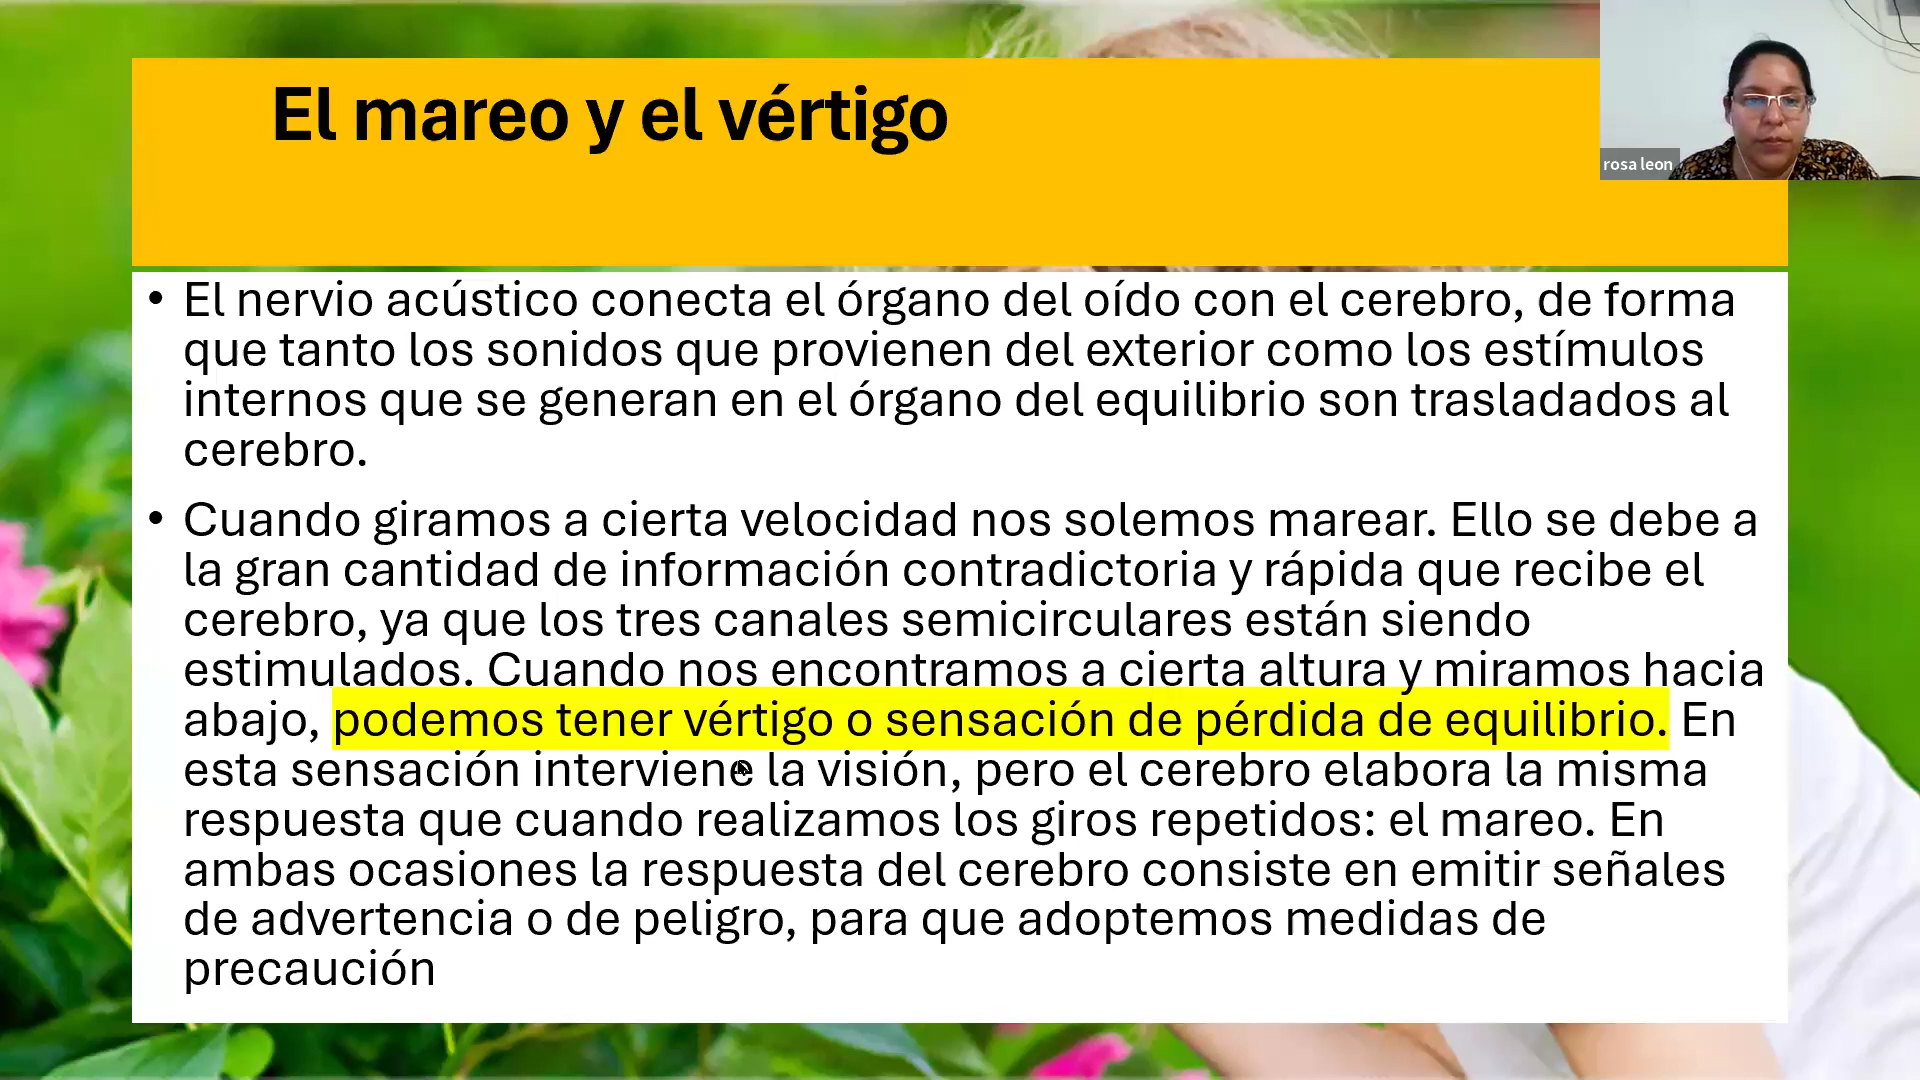 El mareo y el vértigo
rosa leon
• El nervio acústico conecta el órgano del oído con el cerebro, de forma
que tanto los sonidos que provienen del exterior como los estímulos
internos que se generan en el órgano del equilibrio son trasladados al
cerebro.
• Cuando giramos a cierta velocidad nos solemos marear. Ello se debe a
la gran cantidad de información contradictoria y rápida que recibe el
cerebro, ya que los tres canales semicirculares están siendo
estimulados. Cuando nos encontramos a cierta altura y miramos hacia
abajo, podemos tener vértigo o sensación de pérdida de equilibrio. En
esta sensación interviene la visión, pero el cerebro elabora la misma
respuesta que cuando realizamos los giros repetidos: el mareo. En
ambas ocasiones la respuesta del cerebro consiste en emitir señales
de advertencia o de peligro, para que adoptemos medidas de
precaución